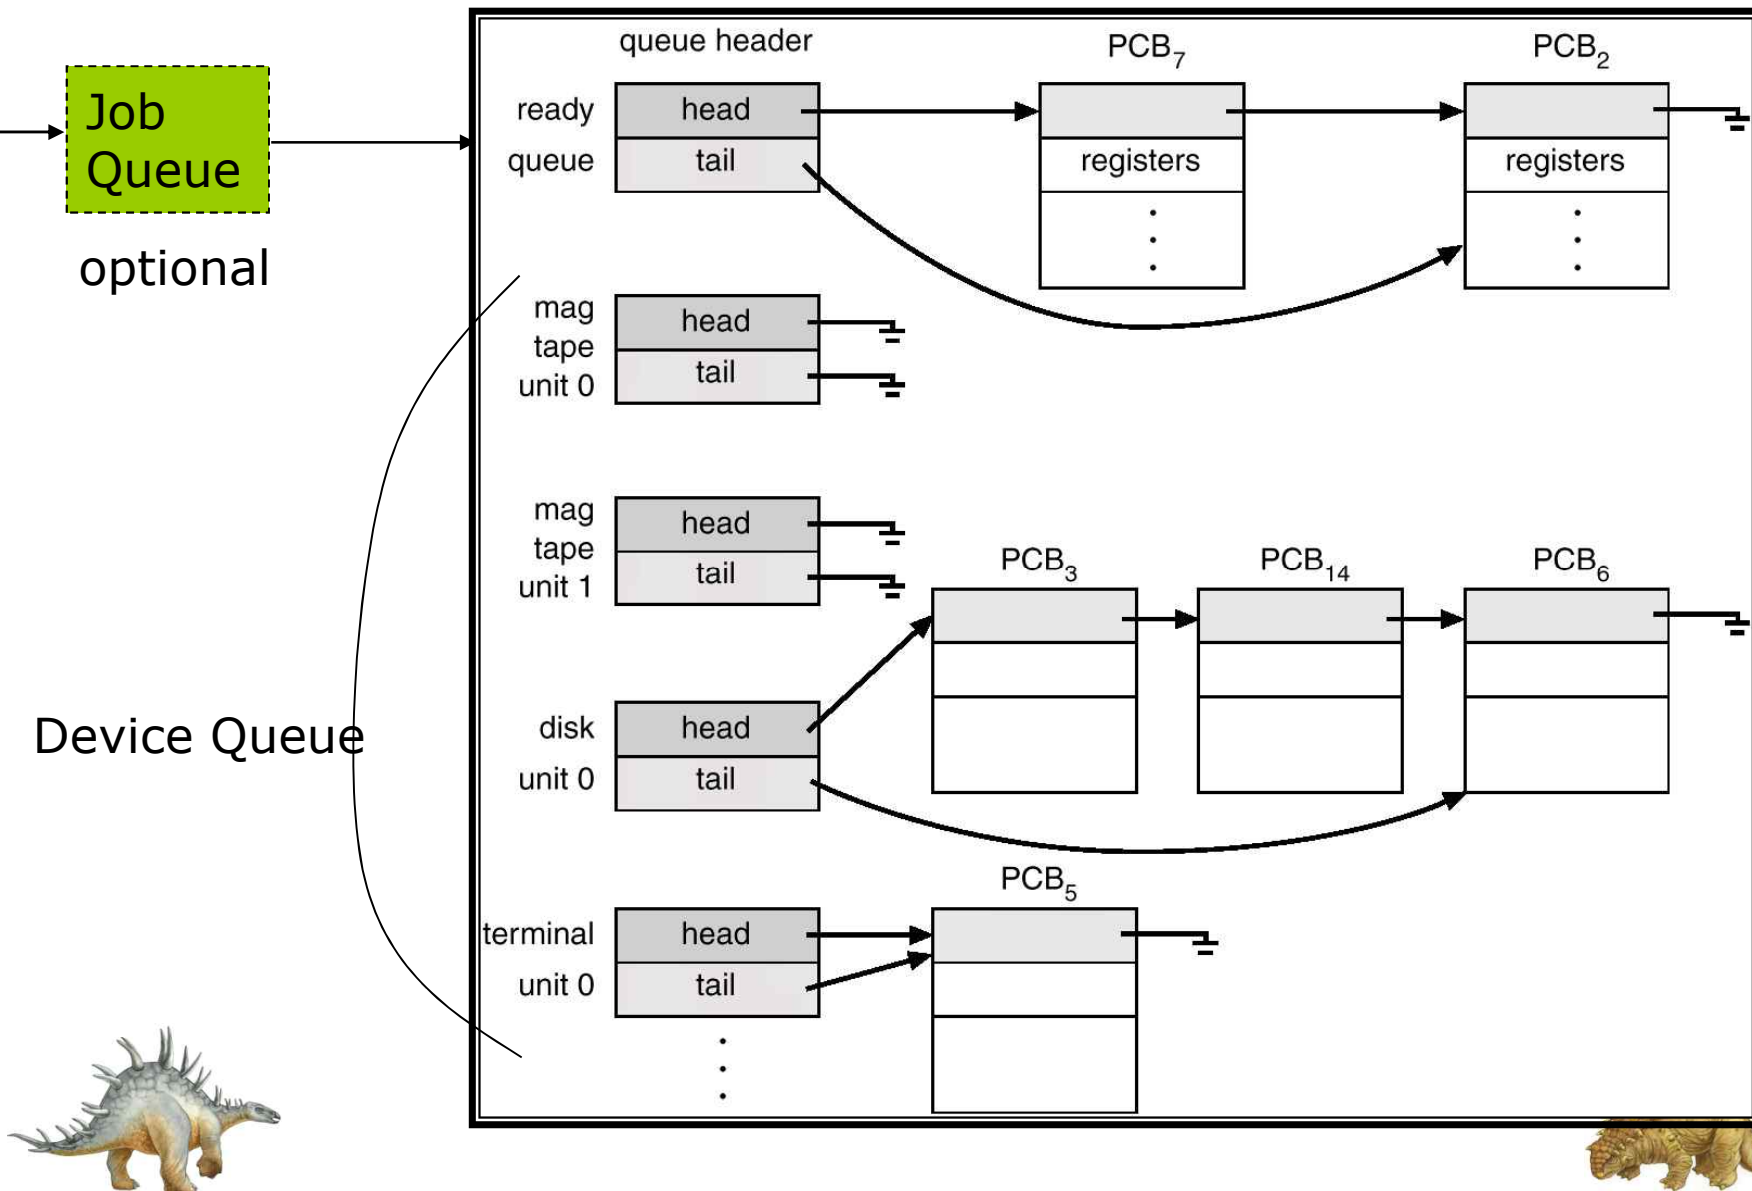 queue header
PCB7
PCB2
Job
Queue
optional
ready
queue
head
tail
registers
registers
mag
tape
unit 0
head
tail
mag
tape
unit 1
head
tail
PCB3
PCB14
PCB6
Device Queue
disk
unit 0
head
tail
PCB5
terminal
unit 0
head
tail